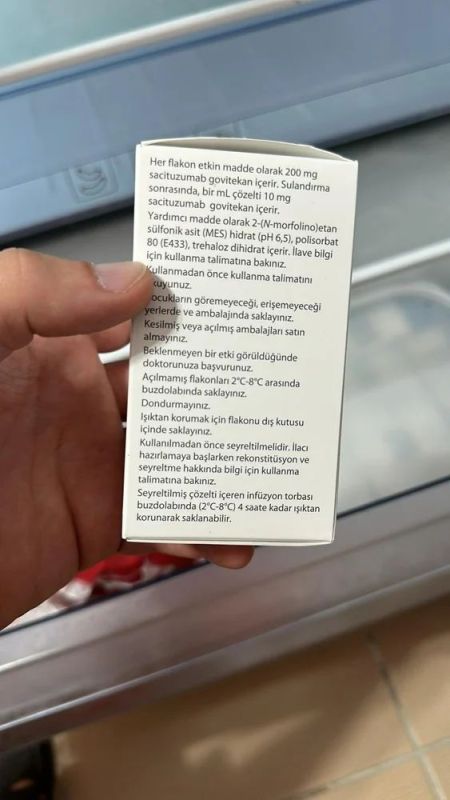 Her flakon etkin madde olarak 200 mg
sacituzumab govitekan içerir. Sulandırma
sonrasında, bir mL çözelti 10 mg
sacituzumab govitekan içerir.
Yardımcı madde olarak 2-(N-morfolino)etan
sülfonik asit (MES) hidrat (pH 6,5), polisorbat
80 (E433), trehaloz dihidrat içerir. İlave bilgi
için kullanma talimatına bakınız.
Kullanmadan önce kullanma talimatını
okuyunuz.
Çocukların göremeyeceği, erişemeyeceği
yerlerde ve ambalajında saklayınız.
Kesilmiş veya açılmış ambalajları satın
almayınız.
Beklenmeyen bir etki görüldüğünde
doktorunuza başvurunuz.
Açılmamış flakonları 2°C-8°C arasında
buzdolabında saklayınız.
Dondurmayınız.
Işıktan korumak için flakonu dış kutusu
içinde saklayınız.
Kullanılmadan önce seyreltilmelidir. İlacı
hazırlamaya başlarken rekonstitüsyon ve
seyreltme hakkında bilgi için kullanma
talimatına bakınız.
Seyreltilmiş çözelti içeren infüzyon torbası
buzdolabında (2°C-8°C) 4 saate kadar ışıktan
korunarak saklanabilir.